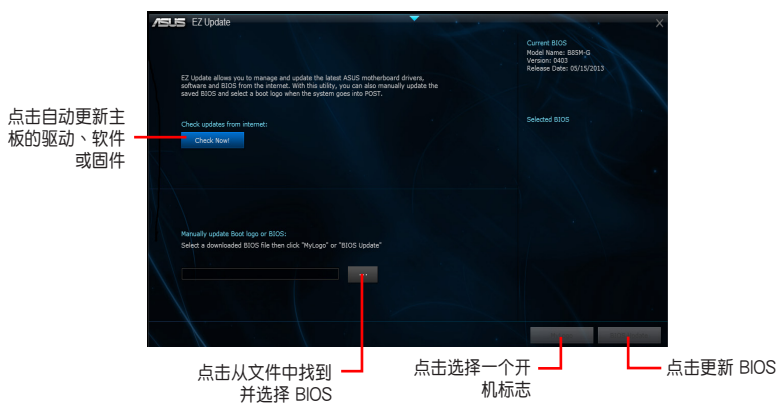 ASUS EZ Update
Current BIOS
Model Name: B85M-G
Version: 0403
Release Date: 05/15/2013
EZ Update allows you to manage and update the latest ASUS motherboard drivers,
software and BIOS from the internet. With this utility, you can also manually update the
saved BIOS and select a boot logo when the system goes into POST.
Check updates from internet:
Selected BIOS
Check Now!
点击自动更新主
板的驱动、软件
或固件
Manually update Boot logo or BIOS:
Select a downloaded BIOS file then click "MyLogo" or "BIOS Update"
...
点击从文件中找到
并选择 BIOS
点击选择一个开
机标志
点击更新 BIOS